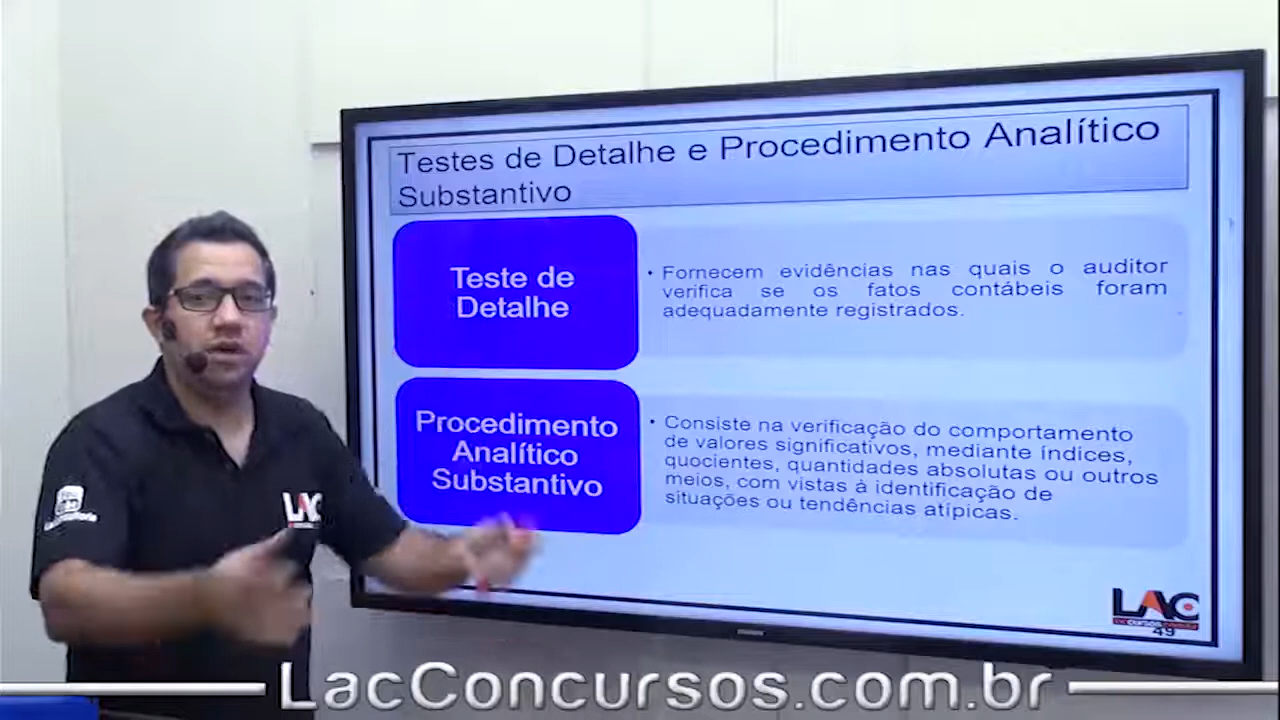 Testes de Detalhe e Procedimento Analítico
Substantivo
Teste de
Detalhe
• Fornecem evidências nas quais o auditor
verifica se os fatos contábeis foram
adequadamente registrados.
Procedimento
Analítico
Substantivo
• Consiste na verificação do comportamento
de valores significativos, mediante índices,
quocientes, quantidades absolutas ou outros
meios, com vistas à identificação de
situações ou tendências atípicas.
LAC
LAC
49
LacConcursos.com.br